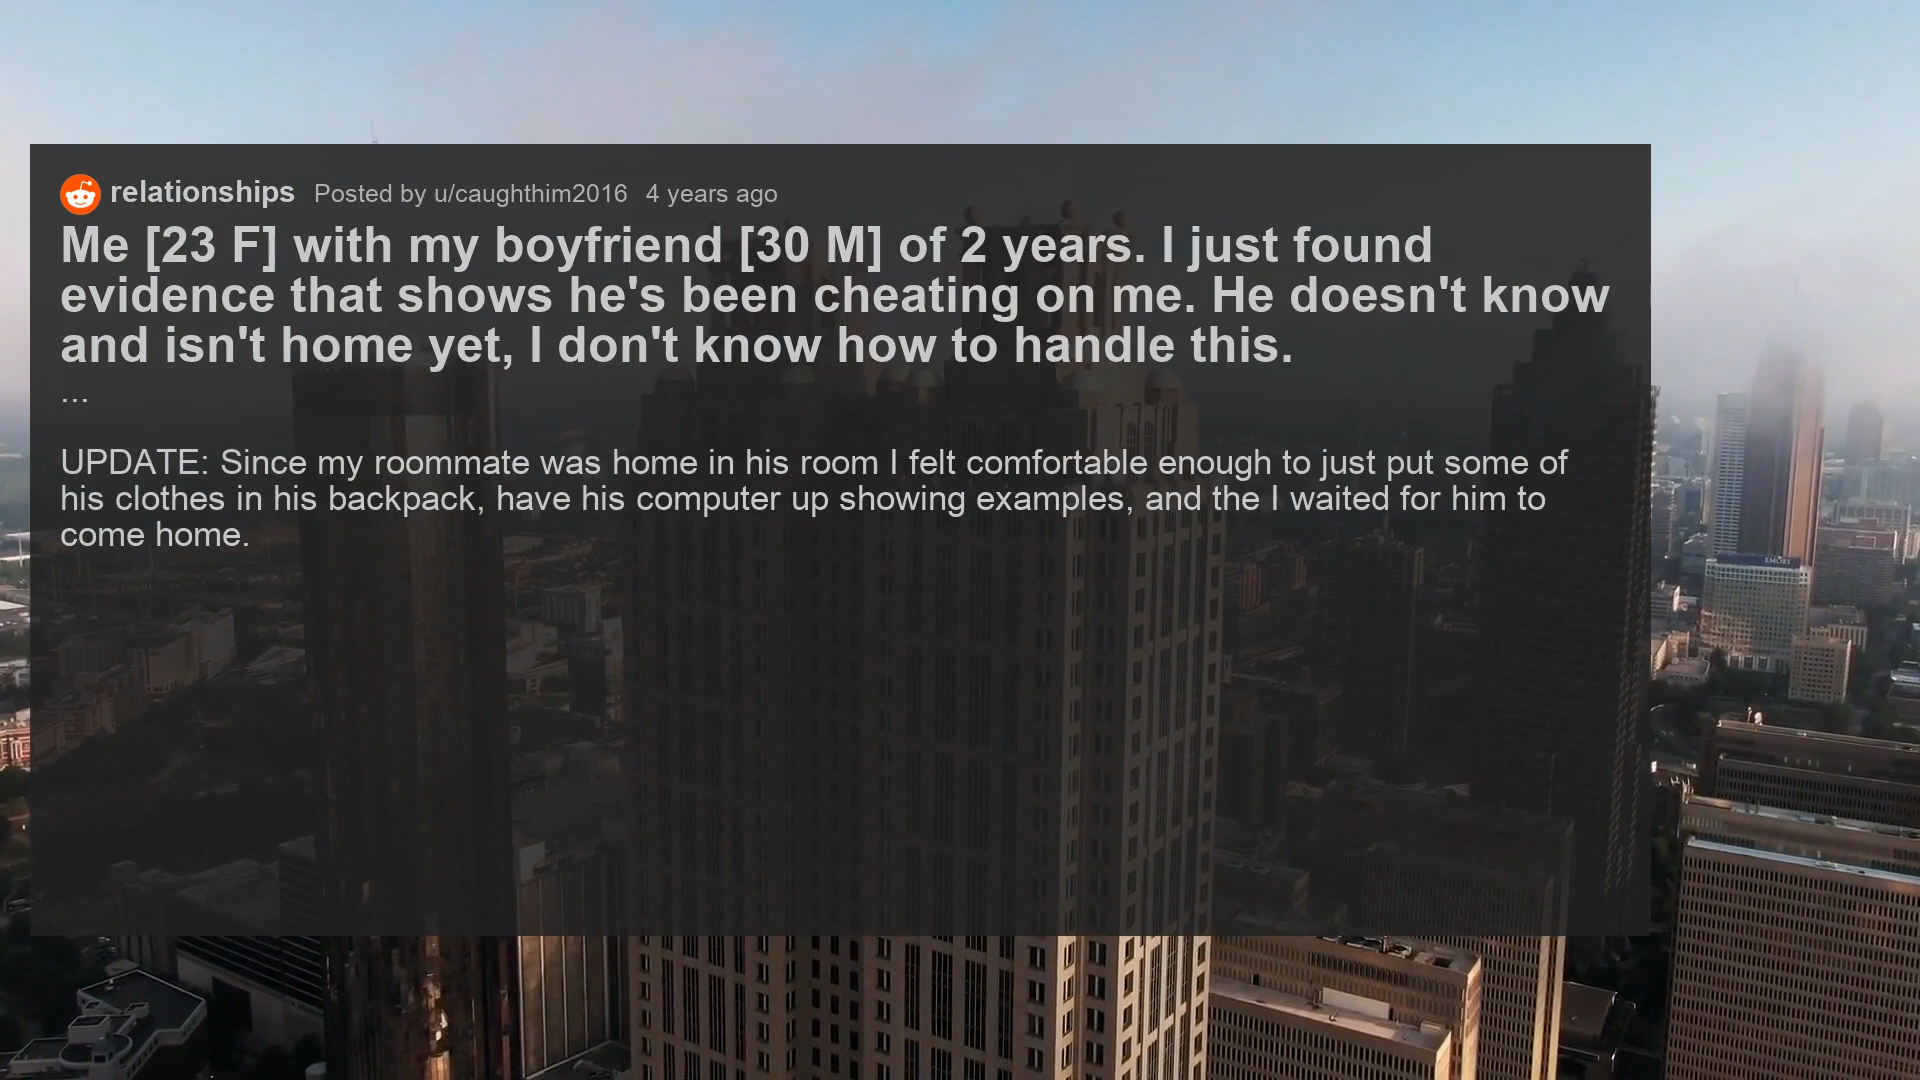 relationships Posted by u/caughthim2016 4 years ago
Me [23 F] with my boyfriend [30 M] of 2 years. I just found
evidence that shows he's been cheating on me. He doesn't know
and isn't home yet, I don't know how to handle this.
...
UPDATE: Since my roommate was home in his room I felt comfortable enough to just put some of
his clothes in his backpack, have his computer up showing examples, and the I waited for him to
come home.
EMORY